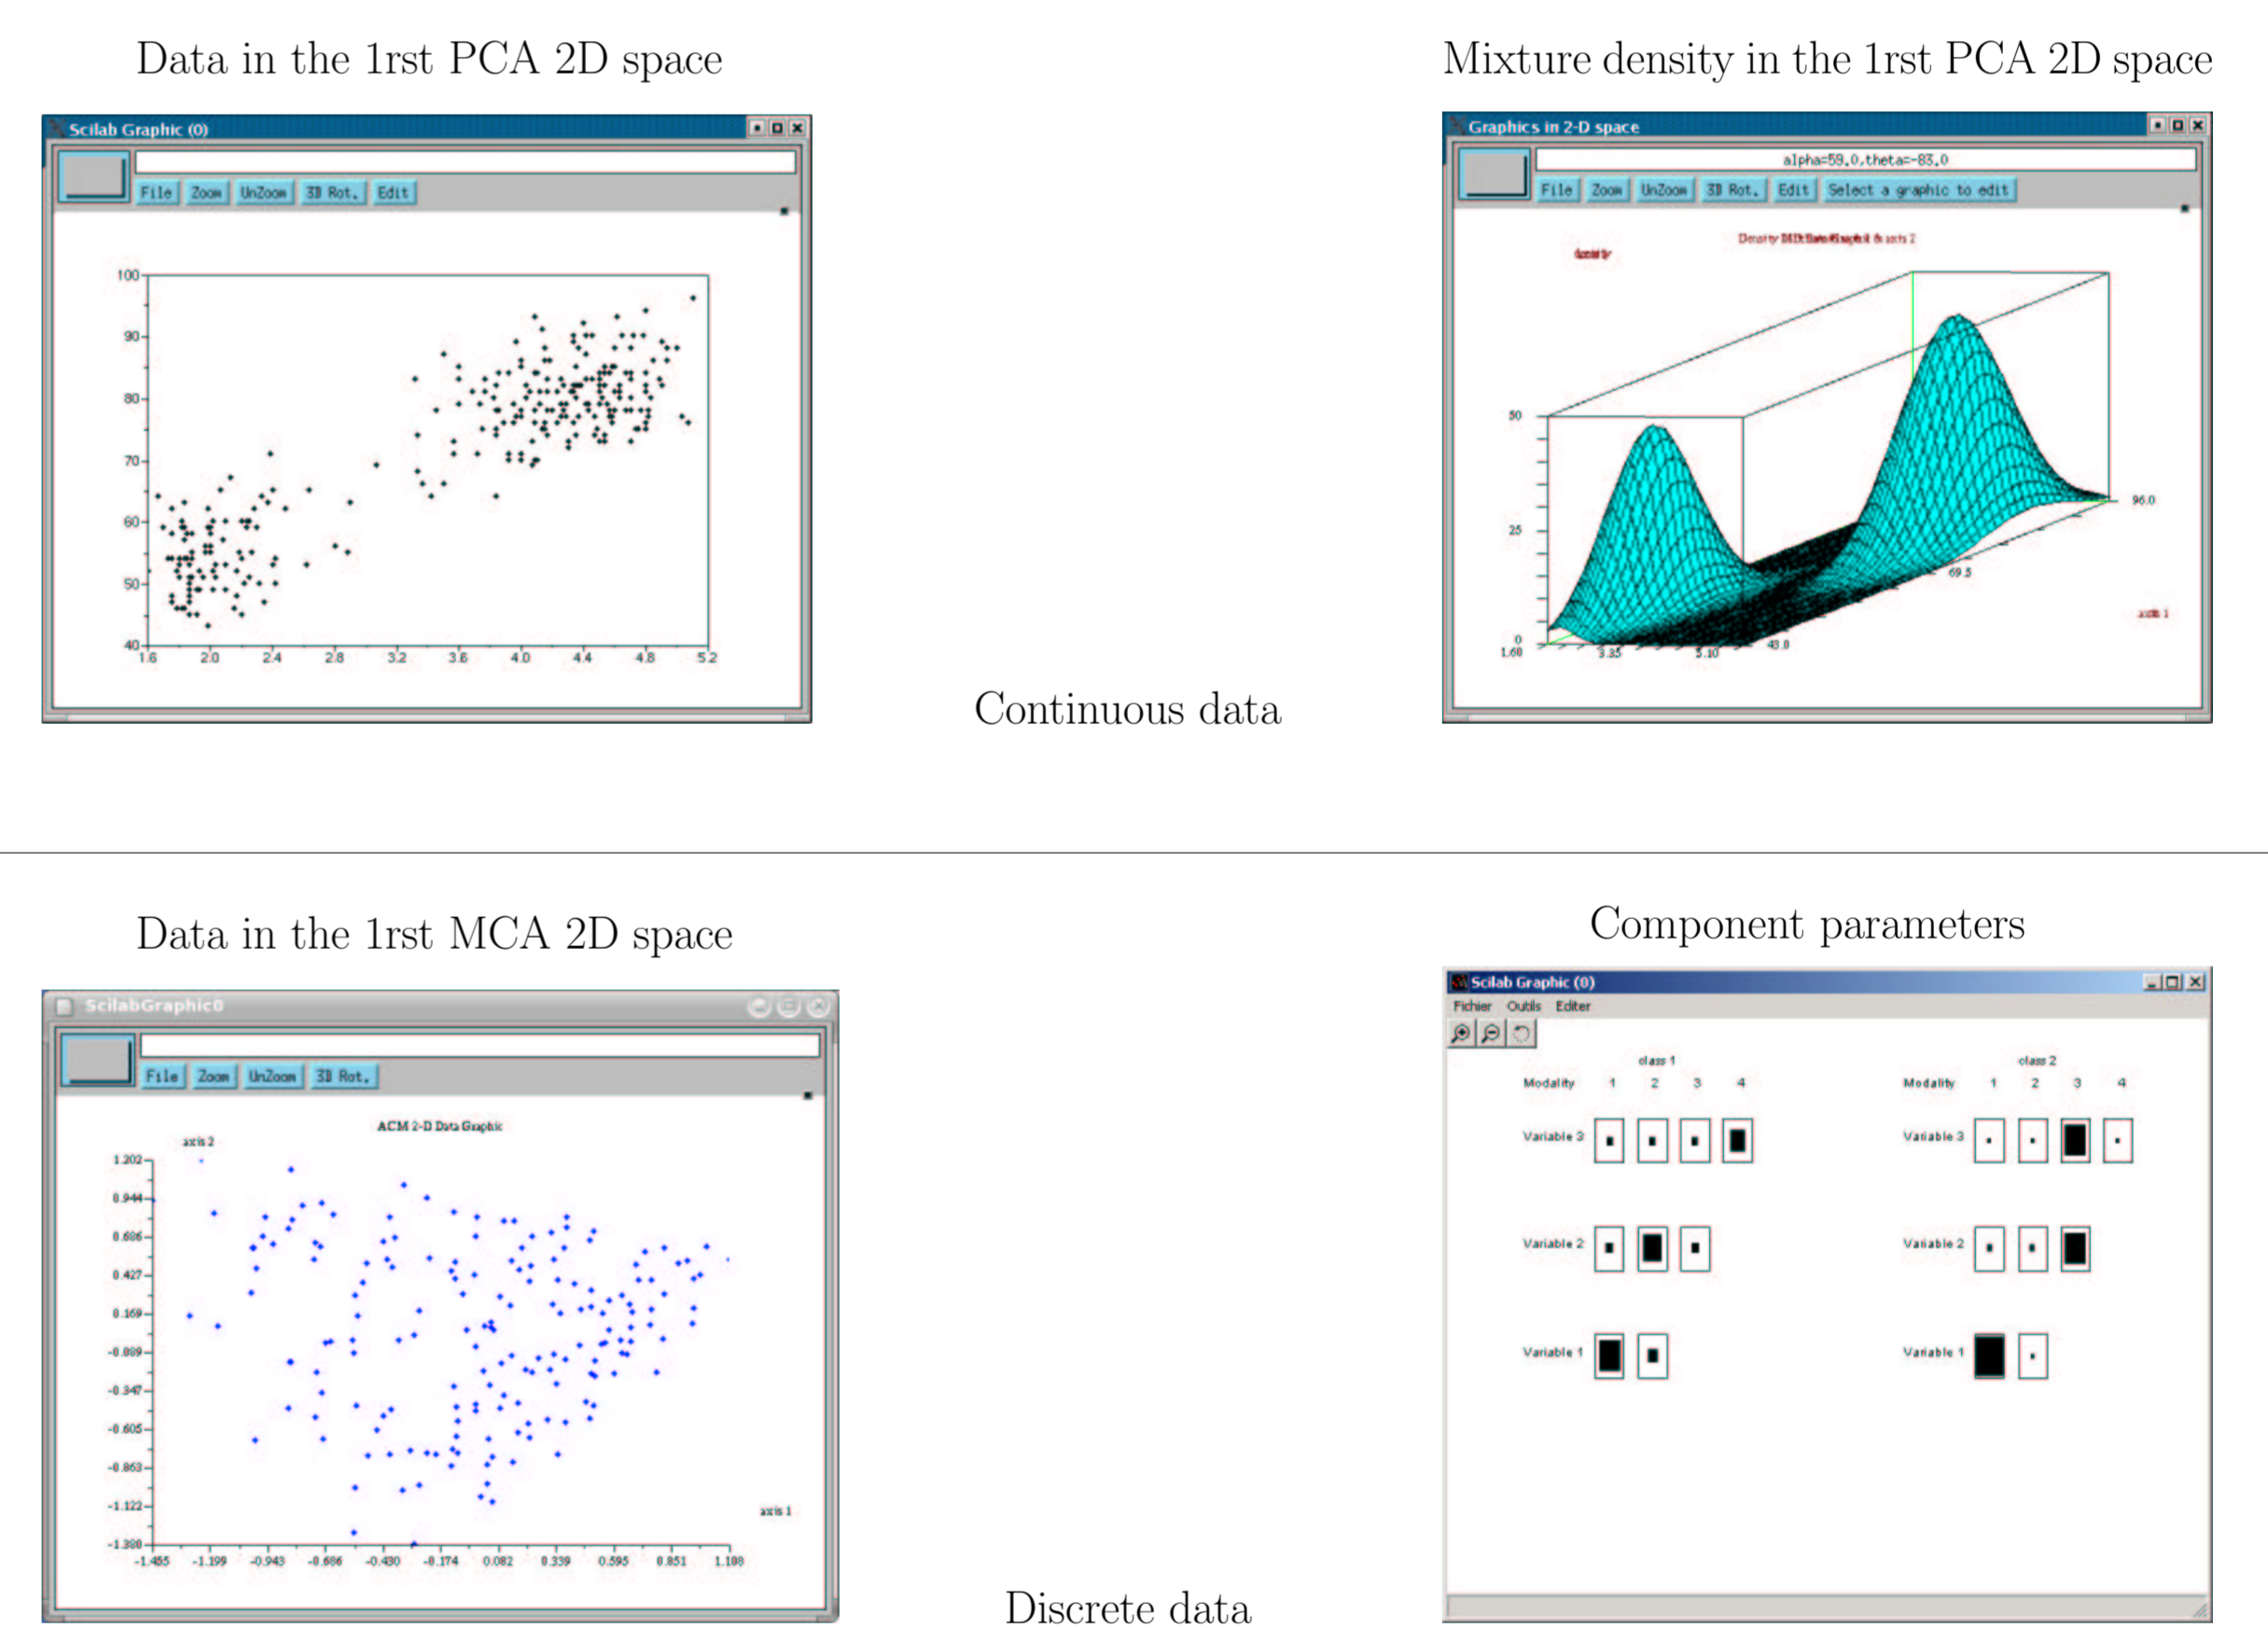 Data in the 1rst PCA 2D space
Mixture density in the 1rst PCA 2D space
Scilab Graphic (0)
File Zoom UnZoom 3D Rot. Edit
100
90
80
70
60
50
40
1.6 2.0 2.4 2.8 3.2 3.6 4.0 4.4 4.8 5.2
Graphics in 2-D space
alpha=59.0,theta=-83.0
File Zoom UnZoom 3D Rot. Edit Select a graphic to edit
Density & axis 2
density
50
25
0
1.60 3.35 5.10
43.0
69.5
96.0
axis 1
Continuous data
Data in the 1rst MCA 2D space
Component parameters
ScilabGraphic0
File Zoom UnZoom 3D Rot.
ACM 2-D Data Graphic
axis 2
1.202
0.944
0.686
0.427
0.169
-0.089
-0.347
-0.605
-0.863
-1.122
-1.380
-1.455 -1.199 -0.943 -0.686 -0.430 -0.174 0.082 0.339 0.595 0.851 1.108
axis 1
Scilab Graphic (0)
Fichier Outils Editer
class 1
Modality 1 2 3 4
Variable 3
Variable 2
Variable 1
class 2
Modality 1 2 3 4
Variable 3
Variable 2
Variable 1
Discrete data